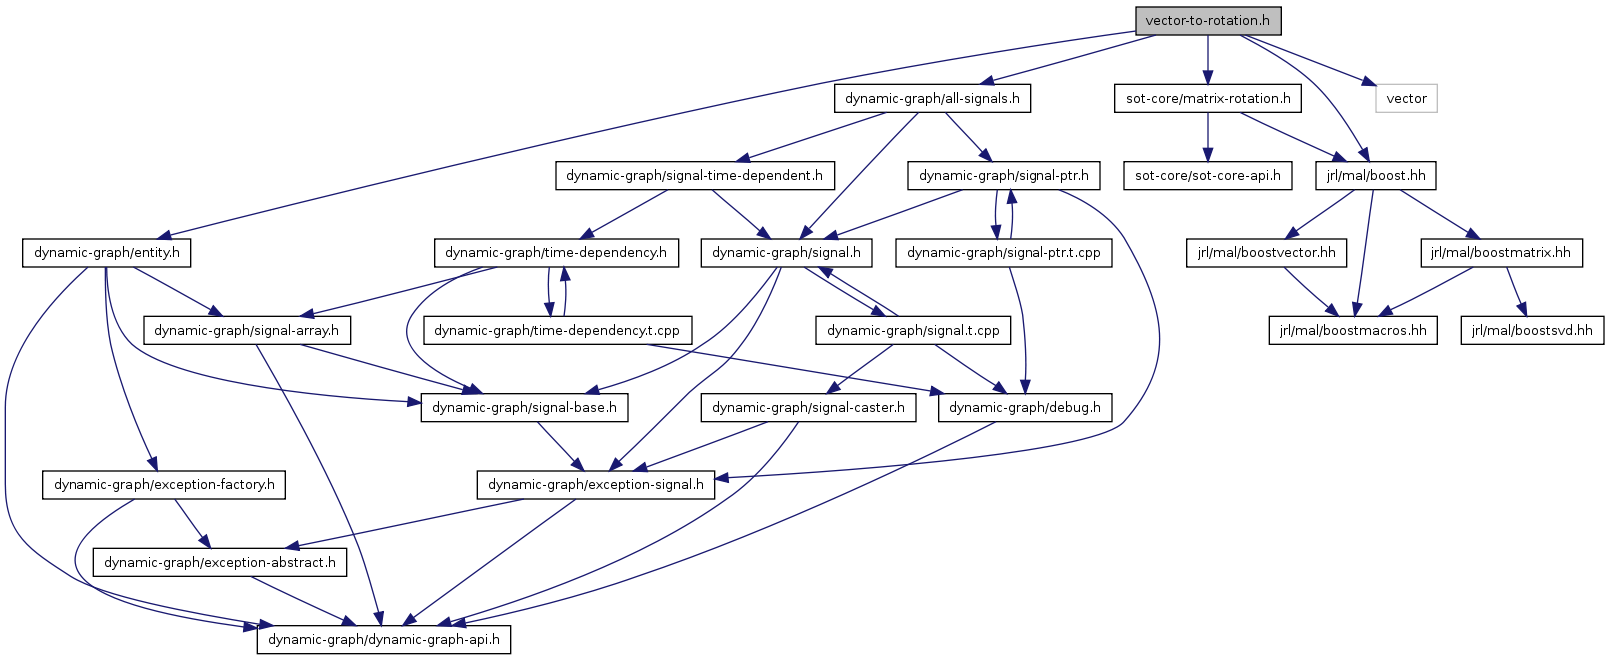 vector-to-rotation.h
dynamic-graph/all-signals.h
sot-core/matrix-rotation.h
vector
dynamic-graph/signal-time-dependent.h
dynamic-graph/signal-ptr.h
sot-core/sot-core-api.h
jrl/mal/boost.hh
dynamic-graph/entity.h
dynamic-graph/time-dependency.h
dynamic-graph/signal.h
dynamic-graph/signal-ptr.t.cpp
jrl/mal/boostvector.hh
jrl/mal/boostmatrix.hh
dynamic-graph/signal-array.h
dynamic-graph/time-dependency.t.cpp
dynamic-graph/signal.t.cpp
jrl/mal/boostmacros.hh
jrl/mal/boostsvd.hh
dynamic-graph/signal-base.h
dynamic-graph/signal-caster.h
dynamic-graph/debug.h
dynamic-graph/exception-factory.h
dynamic-graph/exception-signal.h
dynamic-graph/exception-abstract.h
dynamic-graph/dynamic-graph-api.h